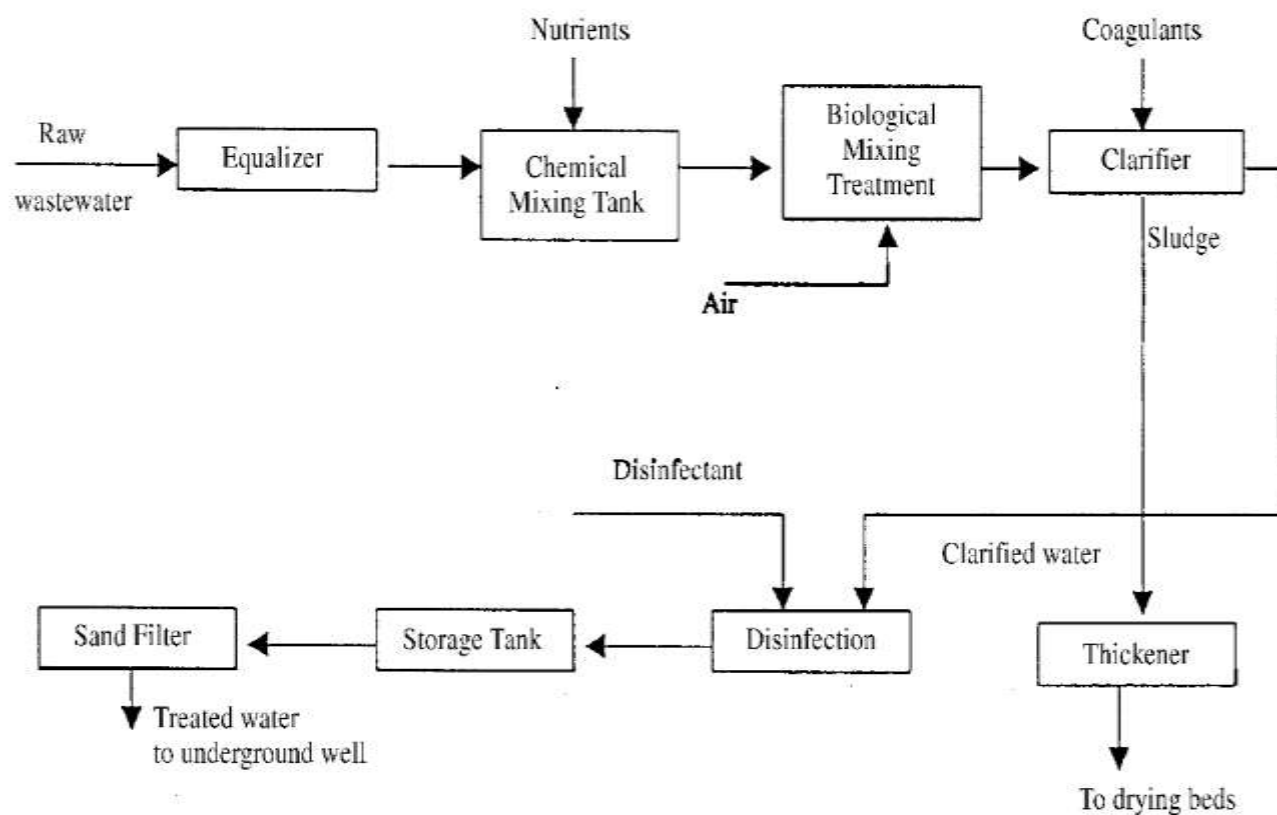 Nutrients
Coagulants
Raw
wastewater
Equalizer
Chemical
Mixing Tank
Biological
Mixing
Treatment
Clarifier
Sludge
Air
Disinfectant
Clarified water
Sand Filter
Storage Tank
Disinfection
Thickener
Treated water
to underground well
To drying beds